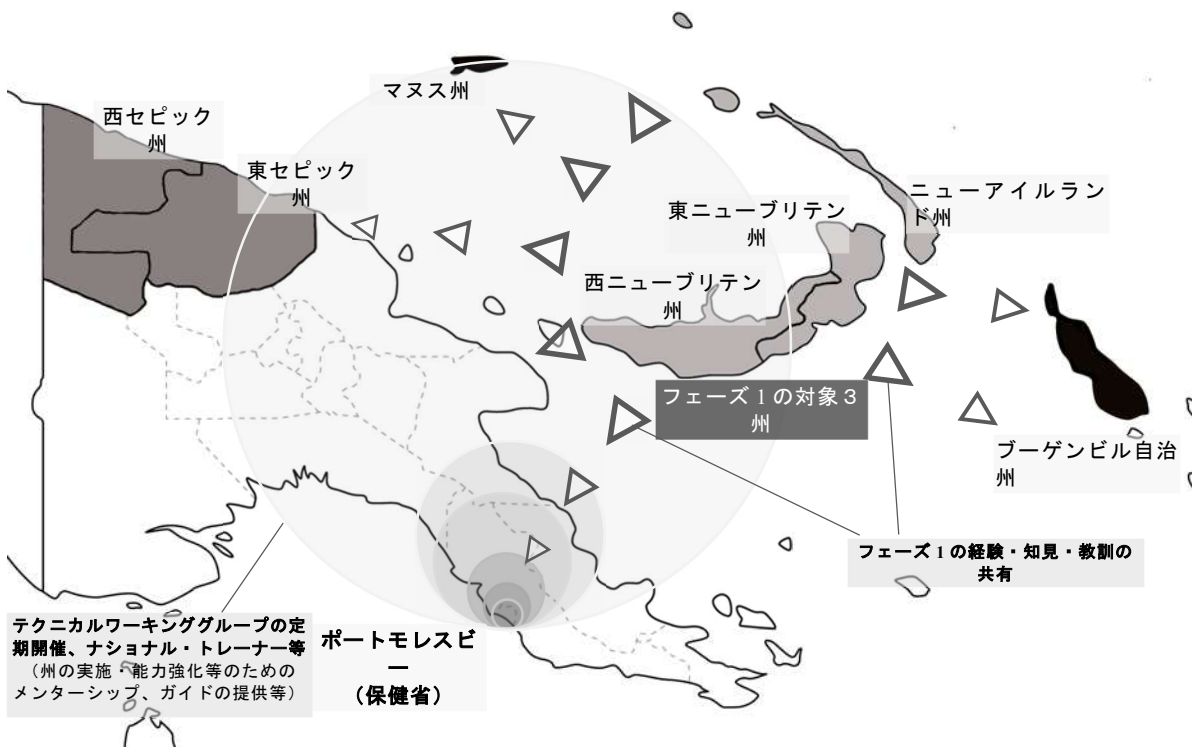 マヌス州
西セピック
州
東セピック
州
ニューアイルラン
ド州
東ニューブリテン
州
西ニューブリテン
州
フェーズ1の対象3
州
ブーゲンビル自治
州
フェーズ1の経験・知見・教訓の
共有
テクニカルワーキンググループの定
期開催、ナショナル・トレーナー等
（州の実施・能力強化等のための
メンターシップ、ガイドの提供等）
ポートモレスビ
ー
（保健省）